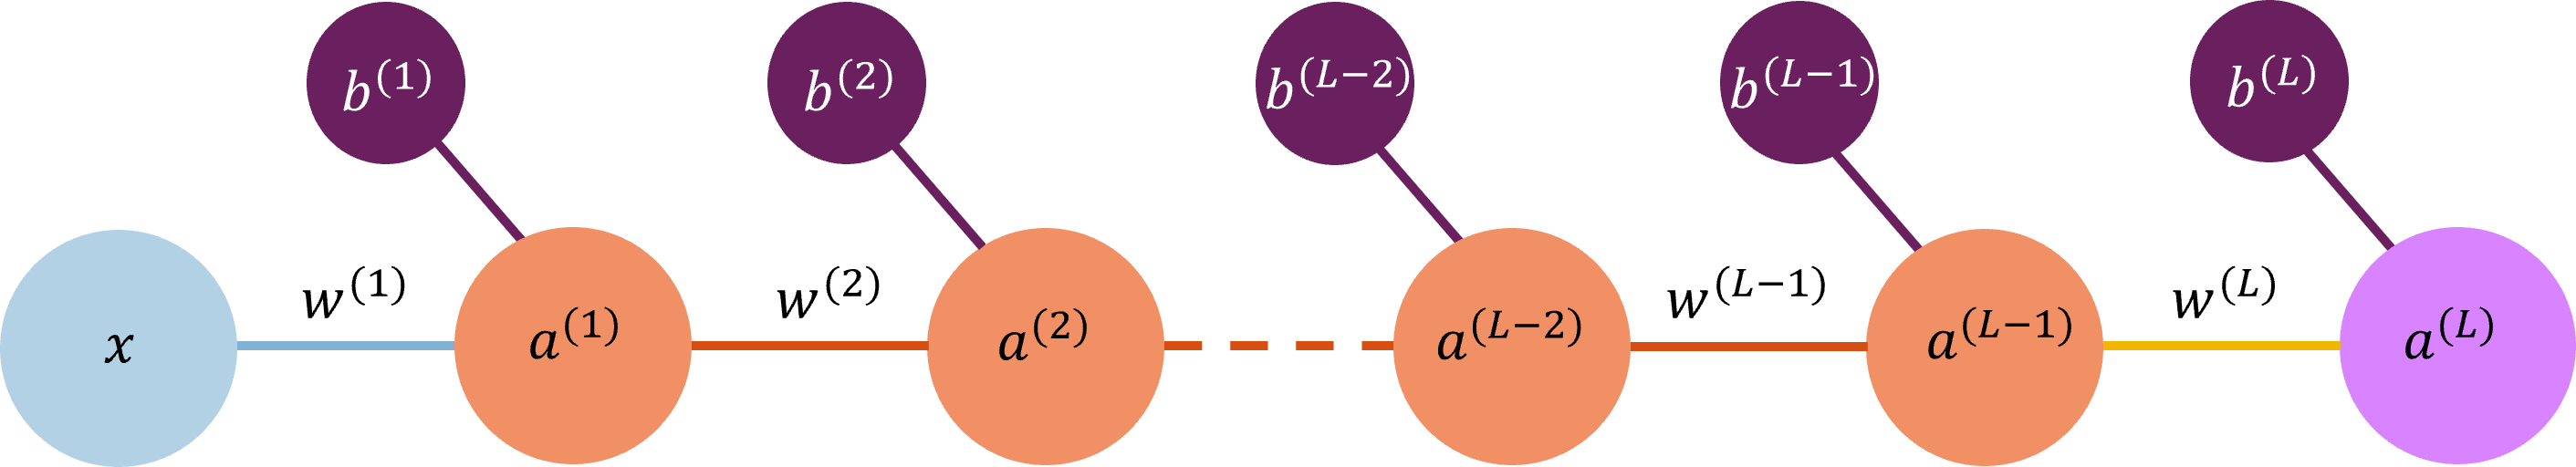 b^(1) b^(2) b^(L−2) b^(L−1) b^(L)
w^(1) w^(2) w^(L−1) w^(L)
x a^(1) a^(2) a^(L−2) a^(L−1) a^(L)